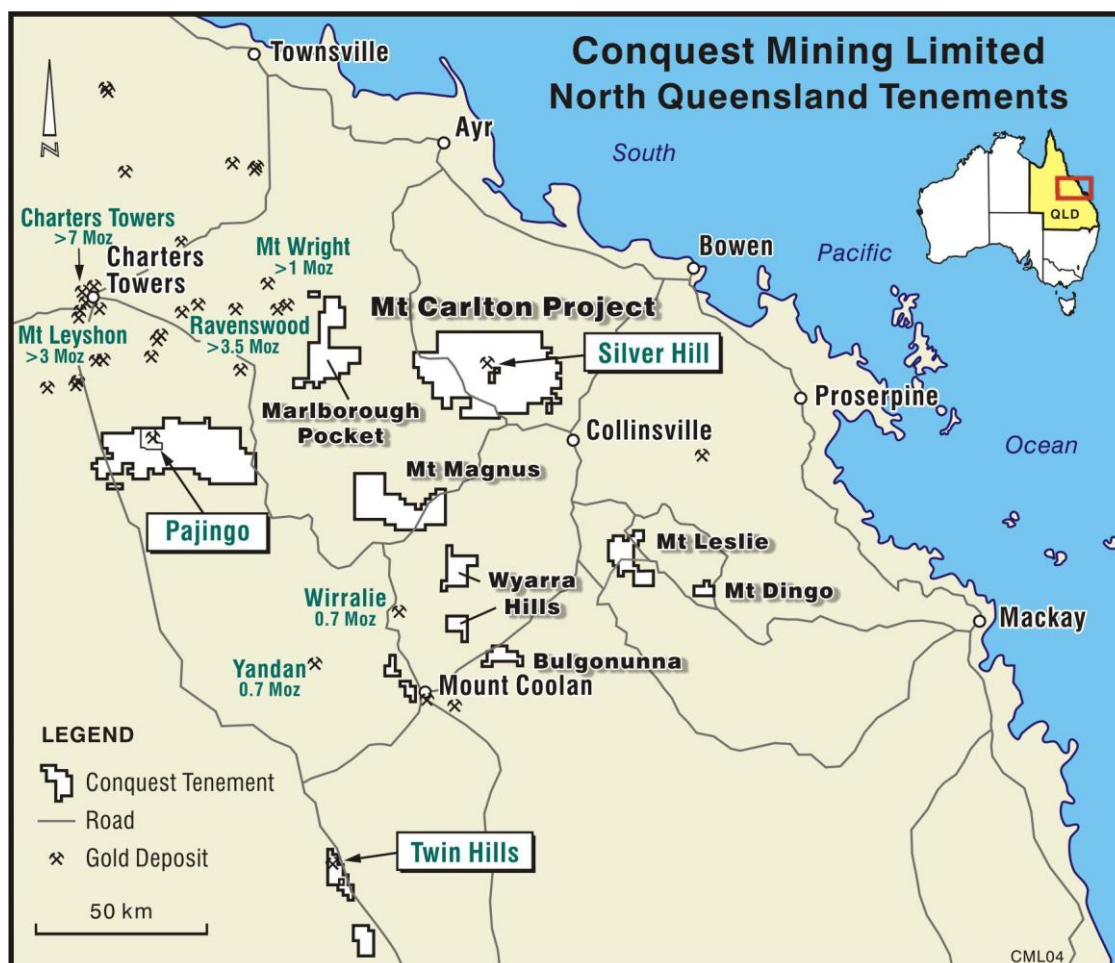 Conquest Mining Limited
North Queensland Tenements
Townsville
N
Ayr
South
QLD
Charters Towers
>7 Moz
Charters
Towers
Mt Wright
>1 Moz
Bowen
Pacific
Mt Leyshon
>3 Moz
Ravenswood
>3.5 Moz
Mt Carlton Project
Silver Hill
Marlborough
Pocket
Proserpine
Collinsville
Ocean
Mt Magnus
Pajingo
Mt Leslie
Wyarra
Hills
Mt Dingo
Wirralie
0.7 Moz
Mackay
Yandan
0.7 Moz
Bulgonunna
Mount Coolan
LEGEND
Conquest Tenement
Road
Gold Deposit
Twin Hills
50 km
CML04